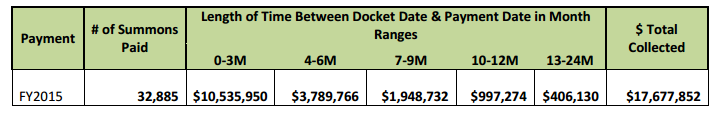 Payment # of Summons Paid Length of Time Between Docket Date & Payment Date in Month Ranges $ Total Collected
0-3M 4-6M 7-9M 10-12M 13-24M
FY2015 32,885 $10,535,950 $3,789,766 $1,948,732 $997,274 $406,130 $17,677,852